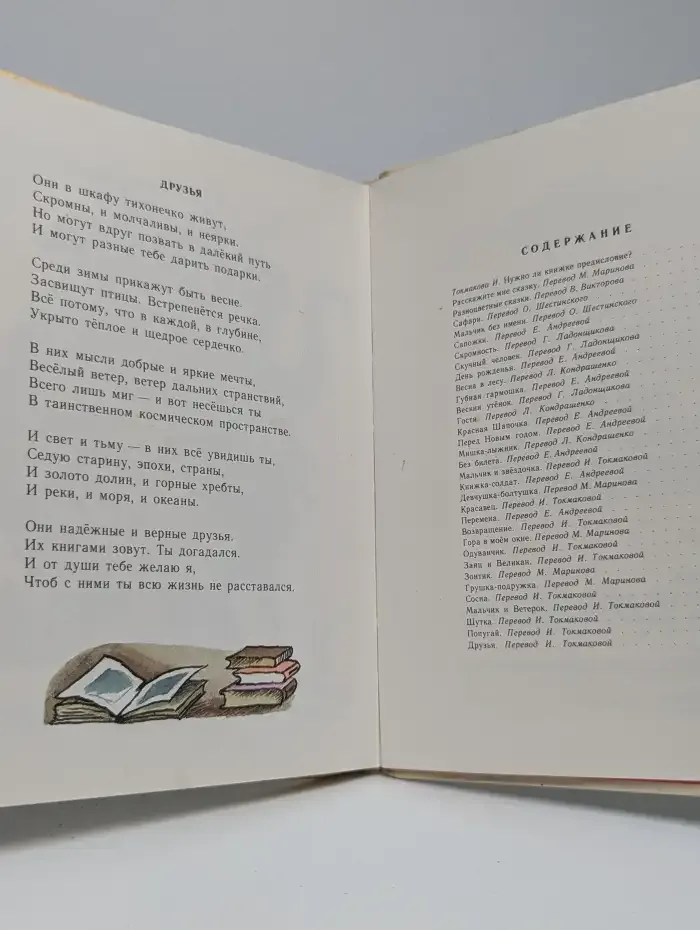 ДРУЗЬЯ
Они в шкафу тихонечко живут,
Скромны, и молчаливы, и неярки.
Но могут вдруг позвать в далёкий путь
И могут разные тебе дарить подарки.
Среди зимы прикажут быть весне.
Засвищут птицы. Встрепенётся речка.
Всё потому, что в каждой, в глубине,
Укрыто тёплое и щедрое сердечко.
В них мысли добрые и яркие мечты,
Весёлый ветер, ветер дальних странствий,
Всего лишь миг — и вот несёшься ты
В таинственном космическом пространстве.
И свет и тьму — в них всё увидишь ты,
Седую старину, эпохи, страны,
И золото долин, и горные хребты,
И реки, и моря, и океаны.
Они надёжные и верные друзья.
Их книгами зовут. Ты догадался.
И от души тебе желаю я,
Чтоб с ними ты всю жизнь не расставался.
СОДЕРЖАНИЕ
Токмакова И. Нужно ли книжке предисловие?
Расскажите мне сказку. Перевод М. Маринова
Разноцветные сказки. Перевод В. Викторова
Сафари. Перевод О. Шестинского
Мальчик без имени. Перевод О. Шестинского
Сапожки. Перевод Е. Андреевой
Скромность. Перевод Г. Ладонщикова
Скучный человек. Перевод Г. Ладонщикова
День рожденья. Перевод Е. Андреевой
Весна в лесу. Перевод Л. Кондрашенко
Губная гармошка. Перевод Е. Андреевой
Веский утёнок. Перевод Г. Ладонщикова
Гости. Перевод Л. Кондрашенко
Красная Шапочка. Перевод Е. Андреевой
Перед Новым годом. Перевод Е. Андреевой
Мишка-лыжник. Перевод Л. Кондрашенко
Без билета. Перевод Е. Андреевой
Мальчик и звёздочка. Перевод И. Токмаковой
Книжка-солдат. Перевод Е. Андреевой
Девчушка-болтушка. Перевод М. Маринова
Красавец. Перевод И. Токмаковой
Перемена. Перевод Е. Андреевой
Возвращение. Перевод И. Токмаковой
Гора в моём окне. Перевод М. Маринова
Одуванчик. Перевод И. Токмаковой
Заяц и Великан. Перевод И. Токмаковой
Зонтик. Перевод М. Маринова
Грушка-подружка. Перевод М. Маринова
Сосна. Перевод И. Токмаковой
Мальчик и Ветерок. Перевод И. Токмаковой
Шутка. Перевод И. Токмаковой
Попугай. Перевод И. Токмаковой
Друзья. Перевод И. Токмаковой